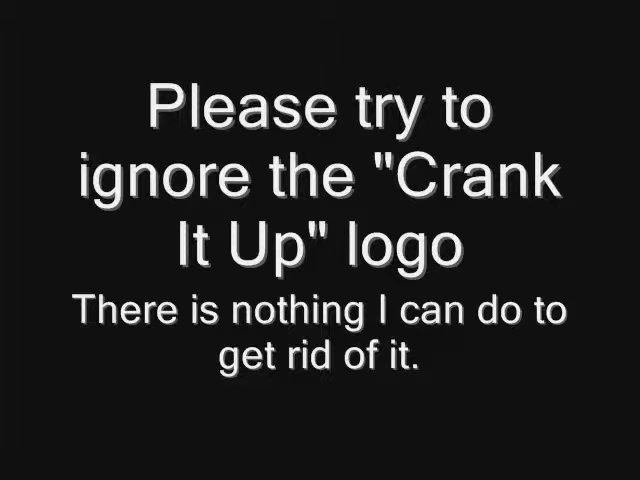 Please try to
ignore the "Crank
It Up" logo
There is nothing I can do to
get rid of it.